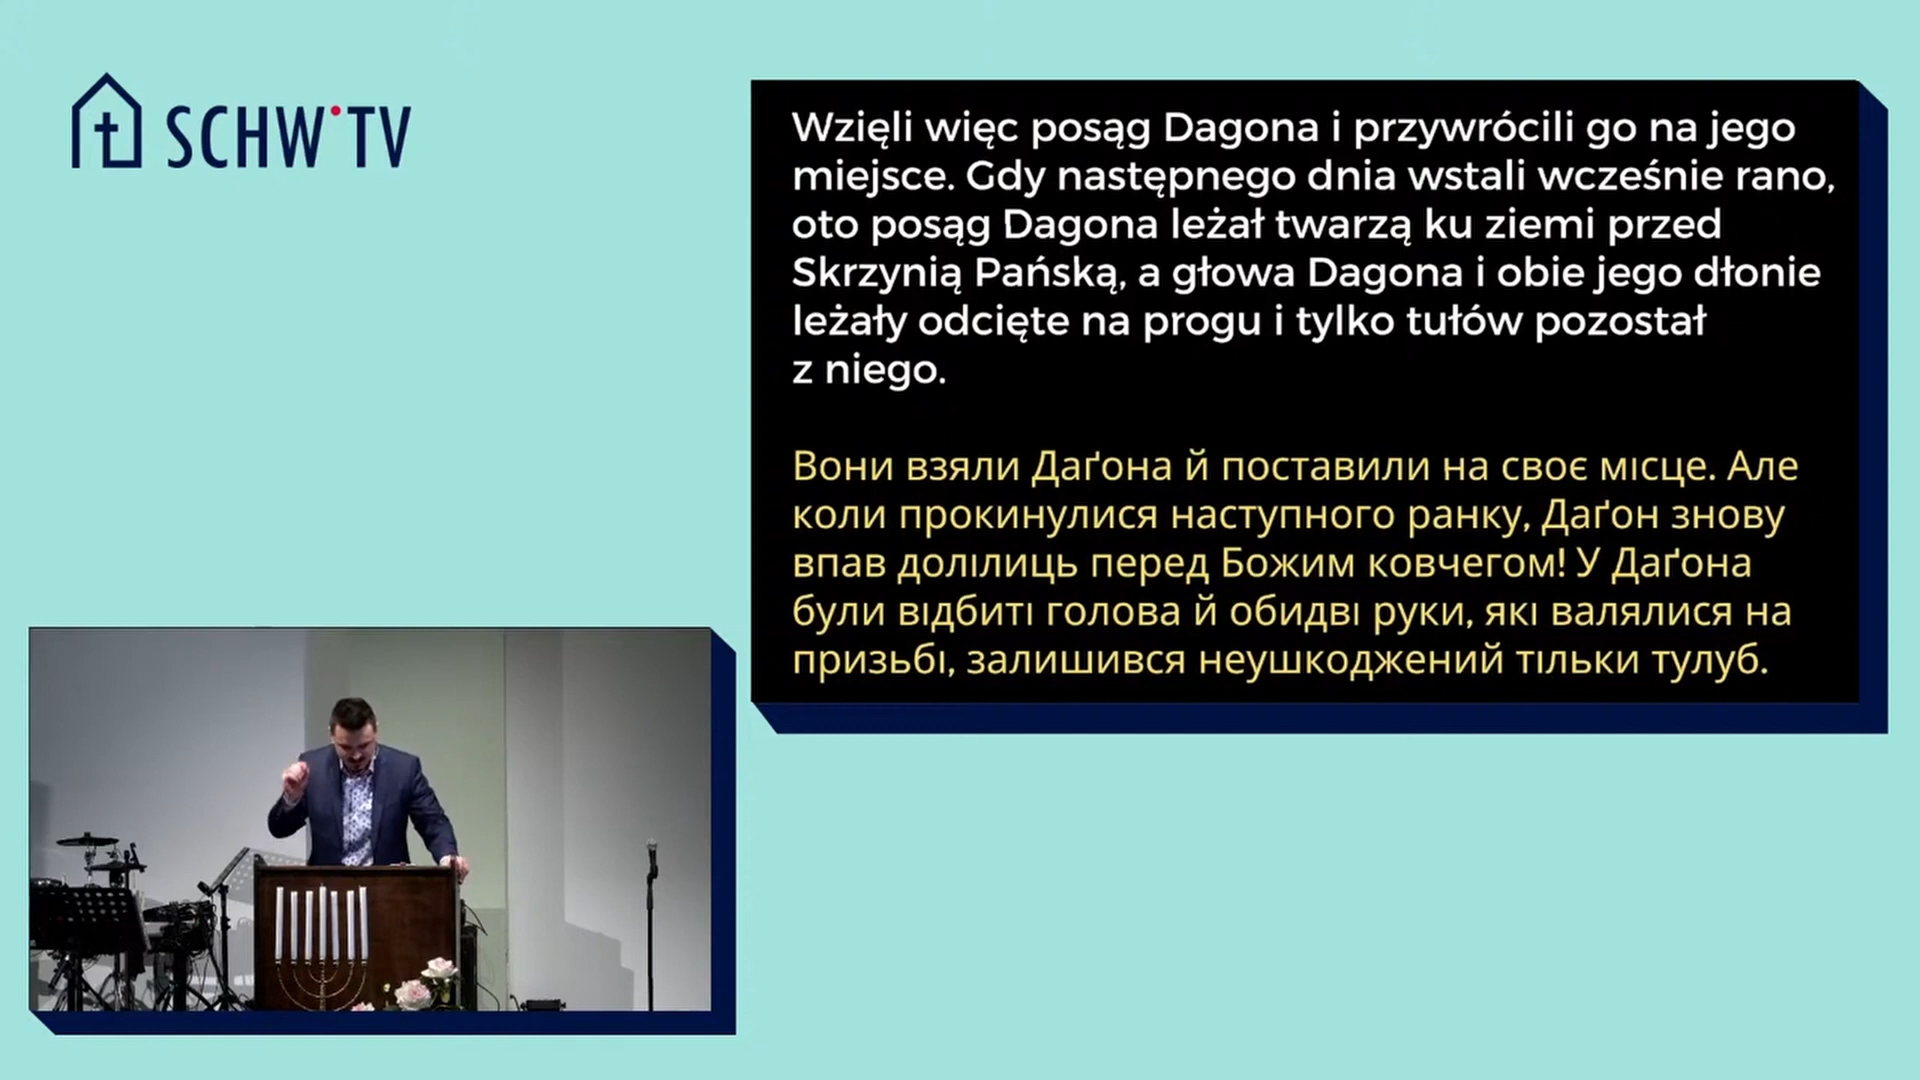 SCHW TV
Wzięli więc posąg Dagona i przywrócili go na jego
miejsce. Gdy następnego dnia wstali wcześnie rano,
oto posąg Dagona leżał twarzą ku ziemi przed
Skrzynią Pańską, a głowa Dagona i obie jego dłonie
leżały odcięte na progu i tylko tułów pozostał
z niego.
Вони взяли Даґона й поставили на своє місце. Але
коли прокинулися наступного ранку, Даґон знову
впав долілиць перед Божим ковчегом! У Даґона
були відбиті голова й обидві руки, які валялися на
призьбі, залишився неушкоджений тільки тулуб.